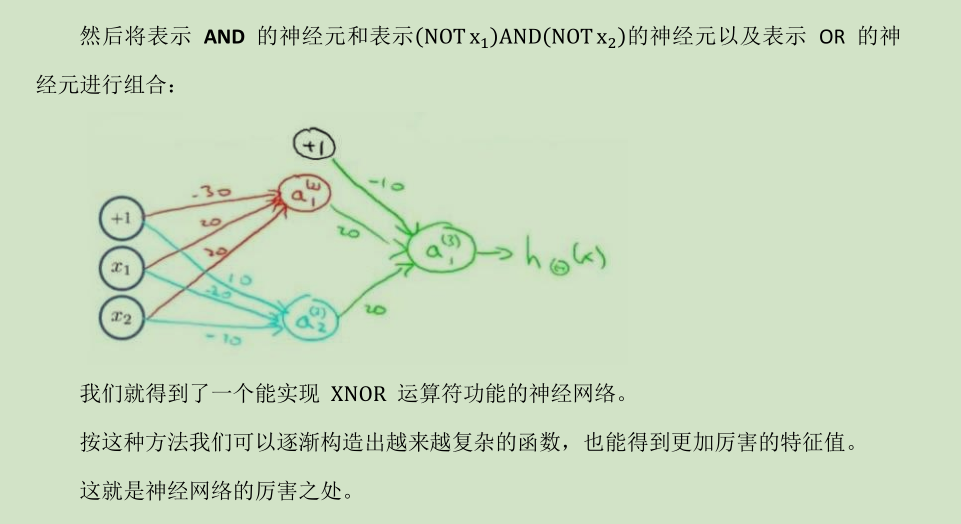 然后将表示 AND 的神经元和表示(NOT x₁)AND(NOT x₂)的神经元以及表示 OR 的神
经元进行组合:
+1
-30
20
20
+1
x₁
x₂
10
-20
a₁
-10
20
20
a₁⁽³⁾
a₂⁽²⁾
h_Θ(x)
我们就得到了一个能实现 XNOR 运算符功能的神经网络。
按这种方法我们可以逐渐构造出越来越复杂的函数，也能得到更加厉害的特征值。
这就是神经网络的厉害之处。